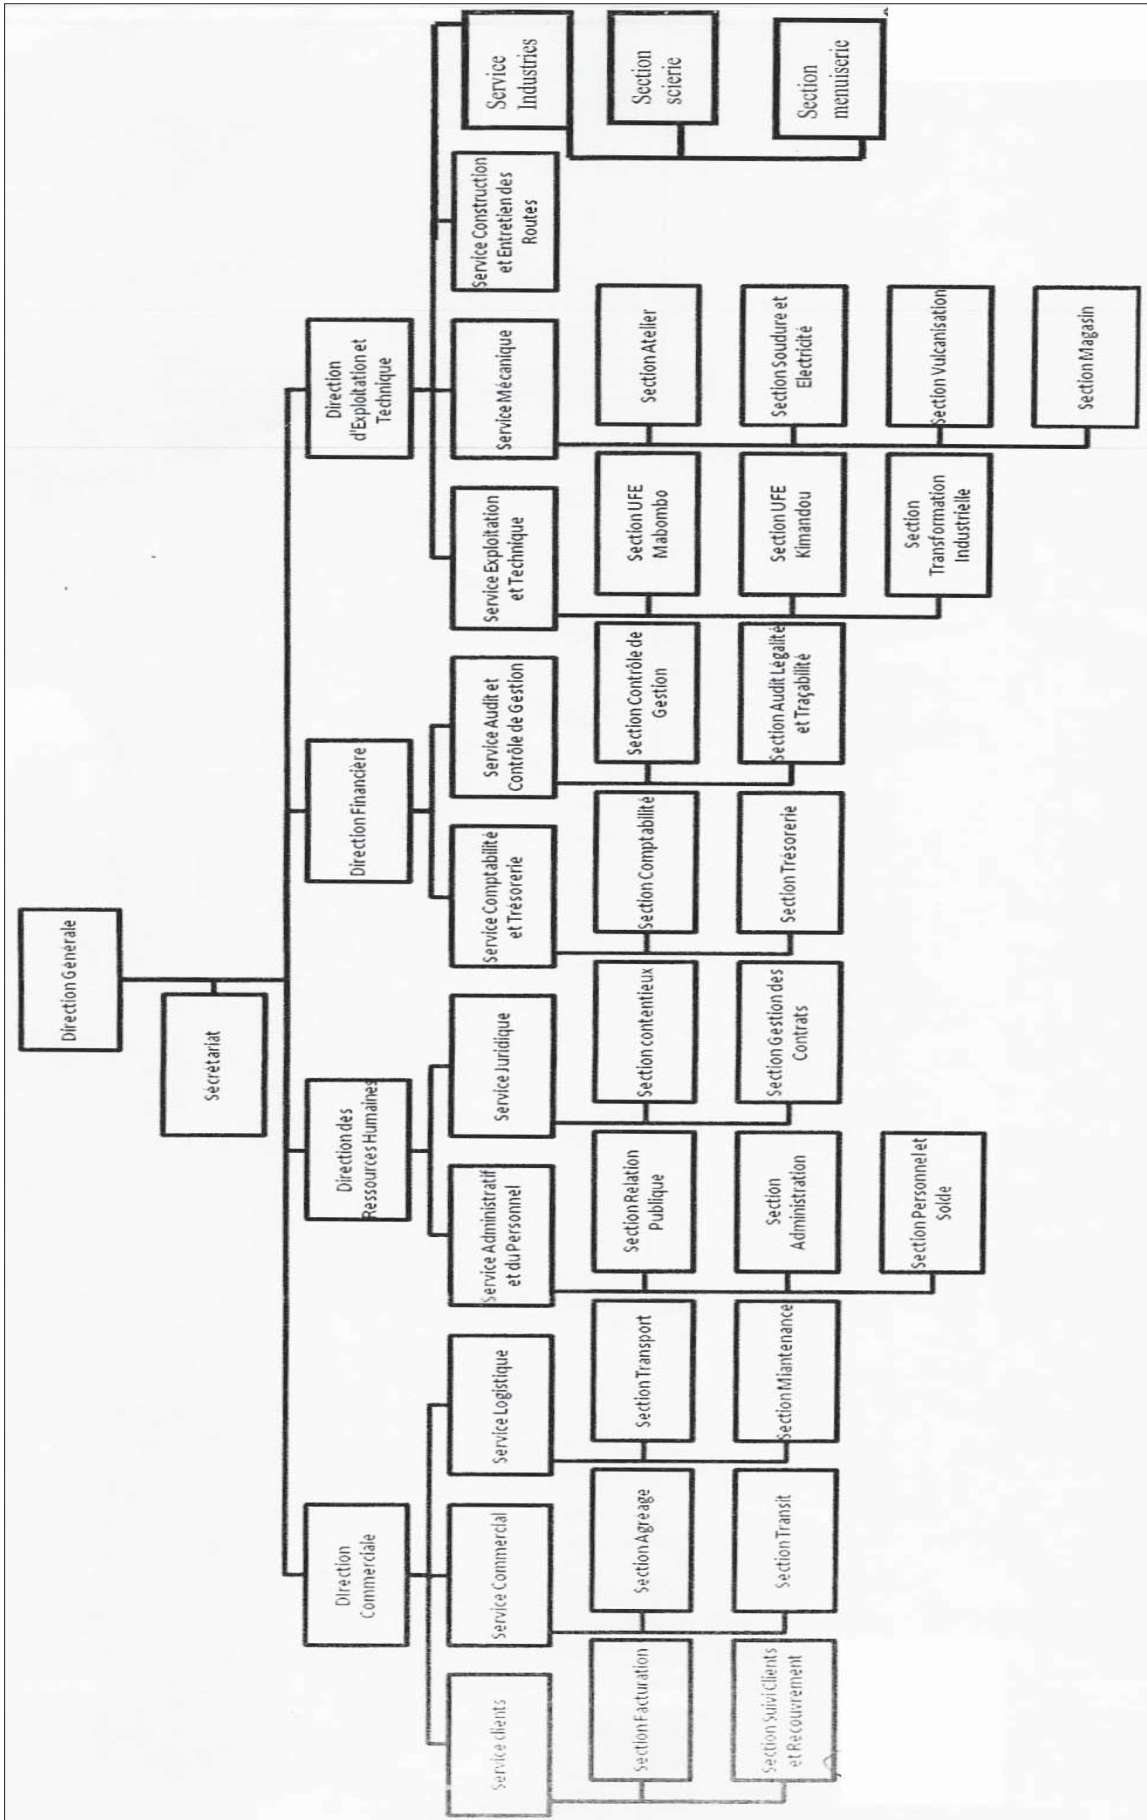 Direction Générale
Sécrétariat
Direction
Commerciale
Direction des
Ressources Humaines
Direction Financière
Direction
d'Exploitation et
Technique
Service clients
Service Commercial
Service Logistique
Service Administratif
et du Personnel
Service Juridique
Service Comptabilité
et Trésorerie
Service Audit et
Contrôle de Gestion
Service Exploitation
et Technique
Service Mécanique
Service Construction
et Entretien des
Routes
Service
Industries
Section Facturation
Section Suivi Clients
et Recouvrement
Section Agréage
Section Transit
Section Transport
Section Miantenance
Section Relation
Publique
Section
Administration
Section Personnel et
Solde
Section contentieux
Section Gestion des
Contrats
Section Comptabilité
Section Trésorerie
Section Contrôle de
Gestion
Section Audit Légalité
et Traçabilité
Section UFE
Mabombo
Section UFE
Kimandou
Section
Transformation
Industrielle
Section Atelier
Section Soudure et
Electricité
Section Vulcanisation
Section Magasin
Section
scierie
Section
menuiserie